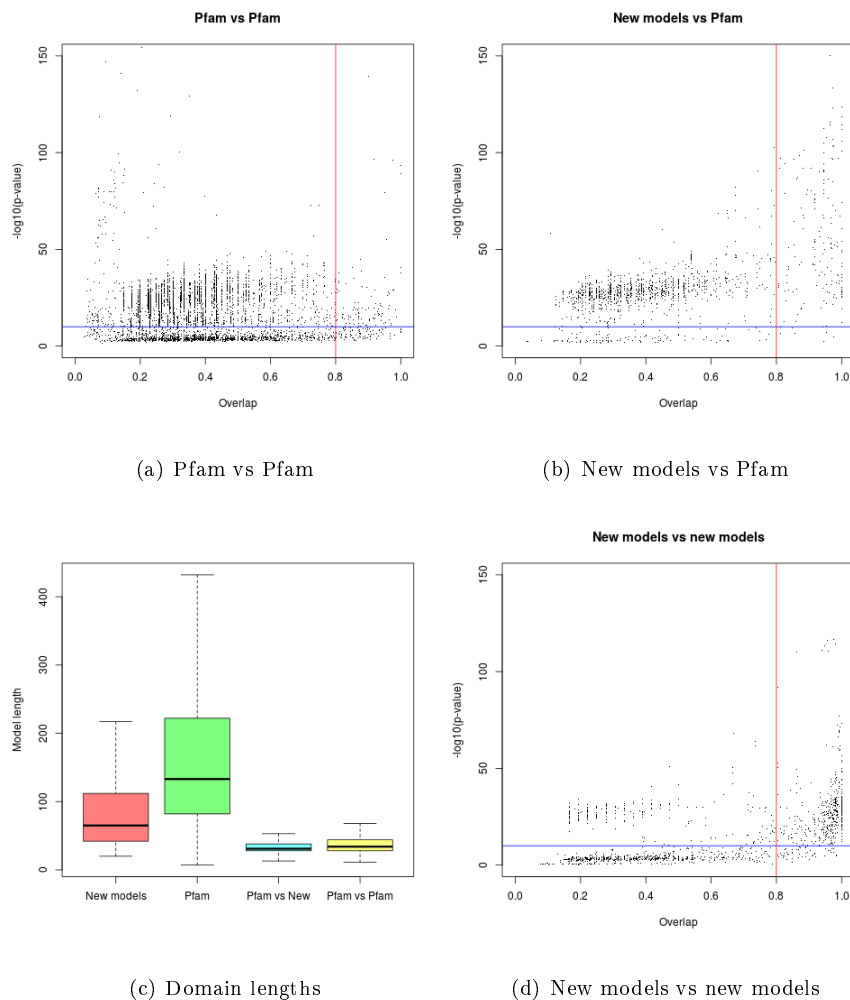 Pfam vs Pfam
-log10(p-value)
150
100
50
0
0.0 0.2 0.4 0.6 0.8 1.0
Overlap
(a) Pfam vs Pfam
New models vs Pfam
-log10(p-value)
150
100
50
0
0.0 0.2 0.4 0.6 0.8 1.0
Overlap
(b) New models vs Pfam
Model length
400
300
200
100
0
New models Pfam Pfam vs New Pfam vs Pfam
(c) Domain lengths
New models vs new models
-log10(p-value)
150
100
50
0
0.0 0.2 0.4 0.6 0.8 1.0
Overlap
(d) New models vs new models